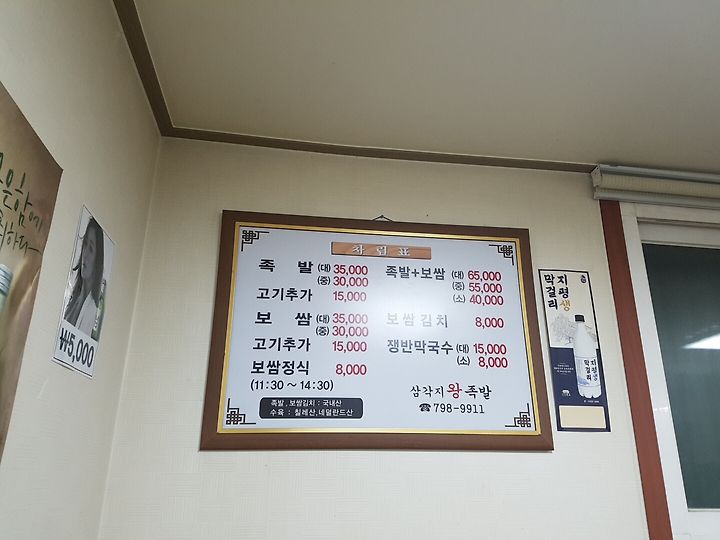 차림표
족 발 (대) 35,000
(중) 30,000
고기추가 15,000
보 쌈 (대) 35,000
(중) 30,000
고기추가 15,000
보쌈정식 8,000
(11:30 ~ 14:30)
족발, 보쌈김치 : 국내산
수육 : 칠레산, 네덜란드산
족발+보쌈 (대) 65,000
(중) 55,000
(소) 40,000
보쌈김치 8,000
쟁반막국수 (대) 15,000
(소) 8,000
삼각지 왕족발
☎ 798-9911
₩5,000
지평생
막걸리
지평
막걸리